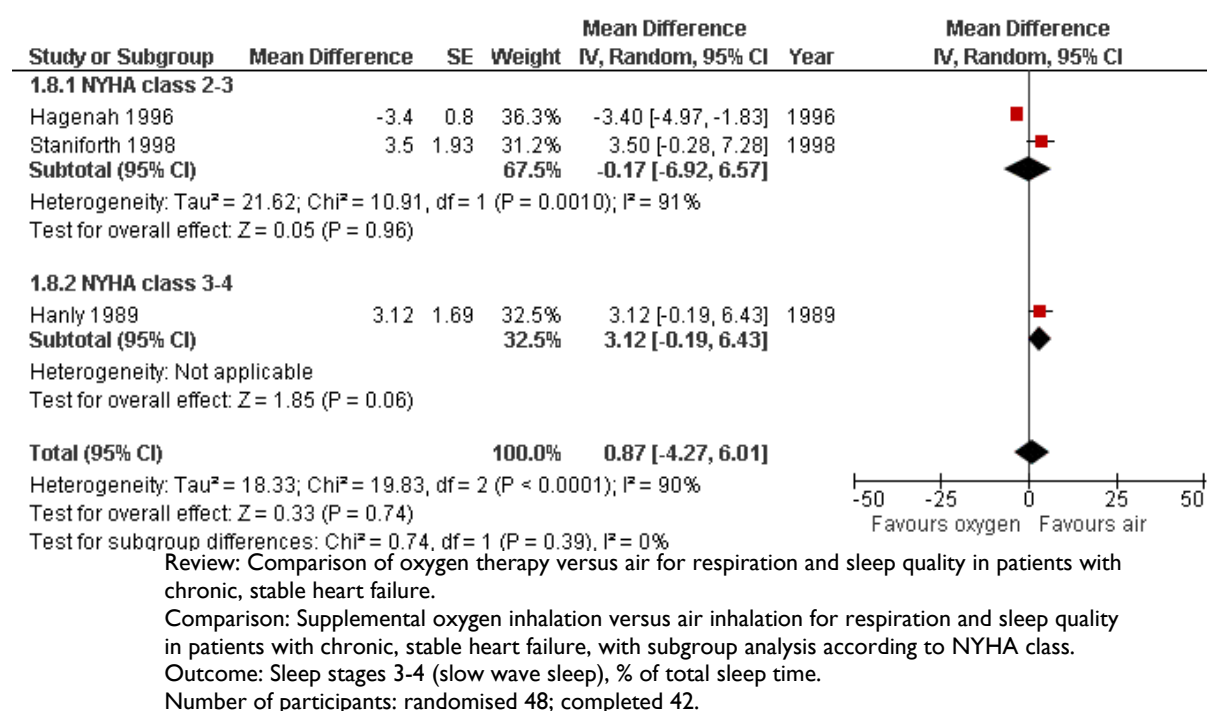 Mean Difference Mean Difference
Study or Subgroup Mean Difference SE Weight IV, Random, 95% CI Year IV, Random, 95% CI
1.8.1 NYHA class 2-3
Hagenah 1996 -3.4 0.8 36.3% -3.40 [-4.97, -1.83] 1996
Staniforth 1998 3.5 1.93 31.2% 3.50 [-0.28, 7.28] 1998
Subtotal (95% CI) 67.5% -0.17 [-6.92, 6.57]
Heterogeneity: Tau² = 21.62; Chi² = 10.91, df = 1 (P = 0.0010); I² = 91%
Test for overall effect: Z = 0.05 (P = 0.96)
1.8.2 NYHA class 3-4
Hanly 1989 3.12 1.69 32.5% 3.12 [-0.19, 6.43] 1989
Subtotal (95% CI) 32.5% 3.12 [-0.19, 6.43]
Heterogeneity: Not applicable
Test for overall effect: Z = 1.85 (P = 0.06)
Total (95% CI) 100.0% 0.87 [-4.27, 6.01]
Heterogeneity: Tau² = 18.33; Chi² = 19.83, df = 2 (P < 0.0001); I² = 90%
Test for overall effect: Z = 0.33 (P = 0.74)
Test for subgroup differences: Chi² = 0.74, df = 1 (P = 0.39), I² = 0%
-50 -25 0 25 50
Favours oxygen Favours air
Review: Comparison of oxygen therapy versus air for respiration and sleep quality in patients with
chronic, stable heart failure.
Comparison: Supplemental oxygen inhalation versus air inhalation for respiration and sleep quality
in patients with chronic, stable heart failure, with subgroup analysis according to NYHA class.
Outcome: Sleep stages 3-4 (slow wave sleep), % of total sleep time.
Number of participants: randomised 48; completed 42.